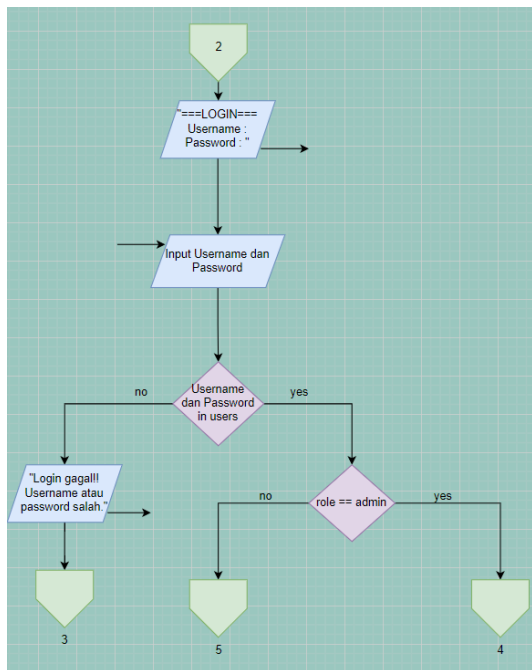 2
"===LOGIN===
Username :
Password : "
Input Username dan
Password
Username
dan Password
in users
no
yes
"Login gagal!!!
Username atau
password salah."
role == admin
no
yes
3
5
4